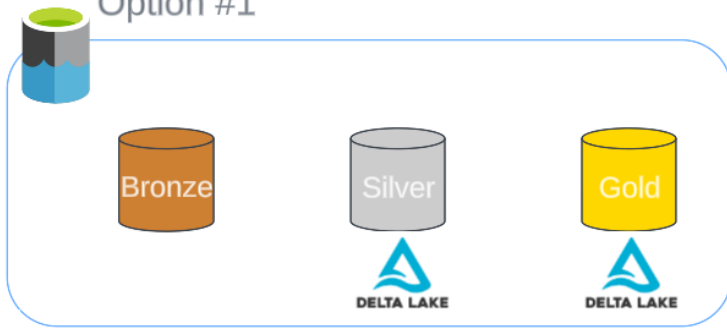 Option #1
Bronze
Silver
Gold
DELTA LAKE
DELTA LAKE